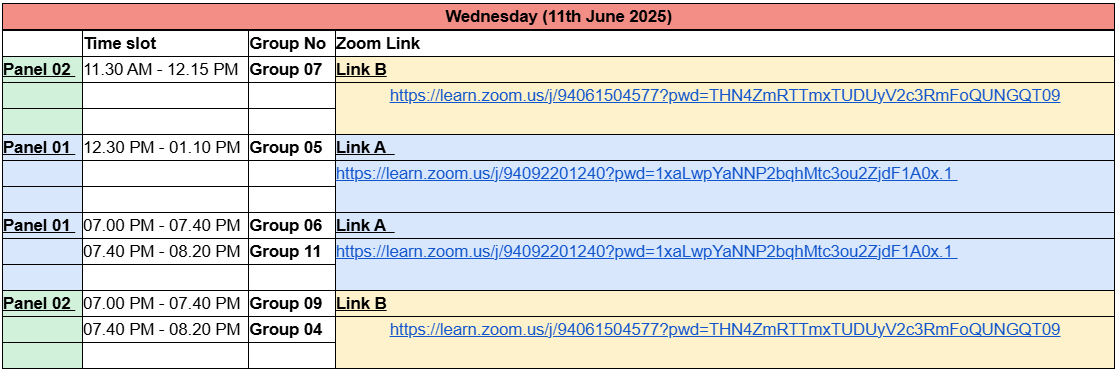 Wednesday (11th June 2025)
Time slot Group No Zoom Link
Panel 02 11.30 AM - 12.15 PM Group 07 Link B
https://learn.zoom.us/j/94061504577?pwd=THN4ZmRTTmxTUDUyV2c3RmFoQUNGQT09
Panel 01 12.30 PM - 01.10 PM Group 05 Link A
https://learn.zoom.us/j/94092201240?pwd=1xaLwpYaNNP2bqhMtc3ou2ZjdF1A0x.1
Panel 01 07.00 PM - 07.40 PM Group 06 Link A
07.40 PM - 08.20 PM Group 11 https://learn.zoom.us/j/94092201240?pwd=1xaLwpYaNNP2bqhMtc3ou2ZjdF1A0x.1
Panel 02 07.00 PM - 07.40 PM Group 09 Link B
07.40 PM - 08.20 PM Group 04 https://learn.zoom.us/j/94061504577?pwd=THN4ZmRTTmxTUDUyV2c3RmFoQUNGQT09